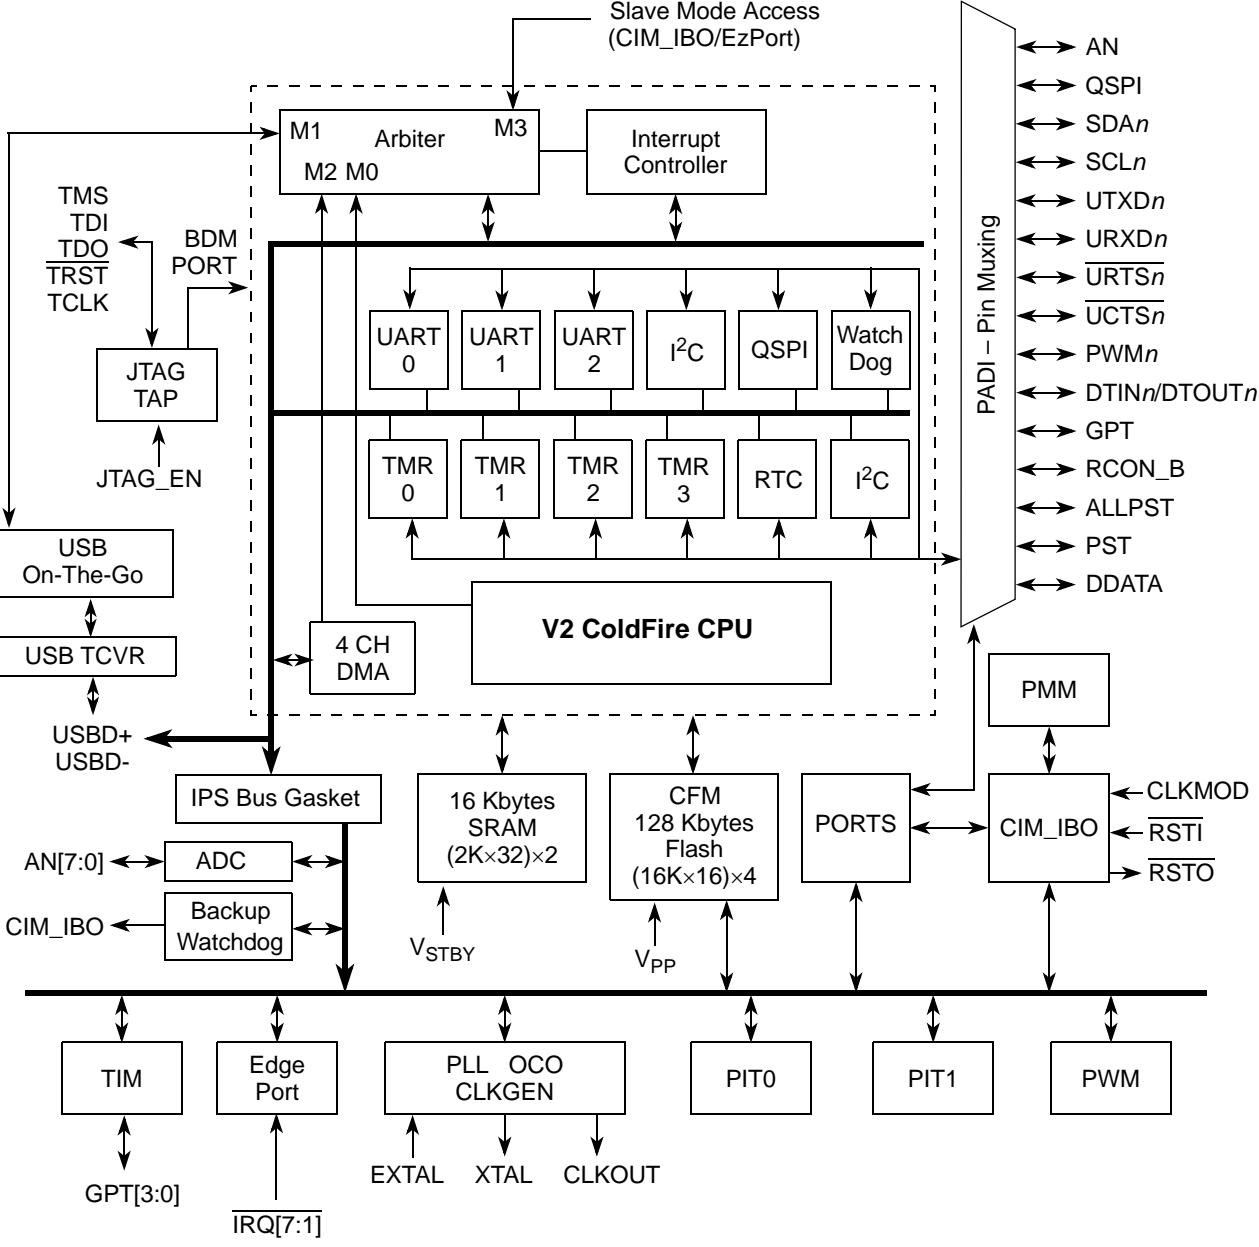 Slave Mode Access
(CIM_IBO/EzPort)
M1
Arbiter
M3
M2 M0
Interrupt
Controller
TMS
TDI
TDO
TRST
TCLK
BDM
PORT
JTAG
TAP
JTAG_EN
UART
0
UART
1
UART
2
I²C
QSPI
Watch
Dog
TMR
0
TMR
1
TMR
2
TMR
3
RTC
I²C
V2 ColdFire CPU
4 CH
DMA
USB
On-The-Go
USB TCVR
USBD+
USBD-
PADI – Pin Muxing
AN
QSPI
SDAn
SCLn
UTXDn
URXDn
URTSn
UCTSn
PWMn
DTINn/DTOUTn
GPT
RCON_B
ALLPST
PST
DDATA
PMM
IPS Bus Gasket
16 Kbytes
SRAM
(2K×32)×2
CFM
128 Kbytes
Flash
(16K×16)×4
PORTS
CIM_IBO
CLKMOD
RSTI
RSTO
AN[7:0]
ADC
CIM_IBO
Backup
Watchdog
VSTBY
VPP
TIM
Edge
Port
PLL OCO
CLKGEN
PIT0
PIT1
PWM
GPT[3:0]
IRQ[7:1]
EXTAL
XTAL
CLKOUT